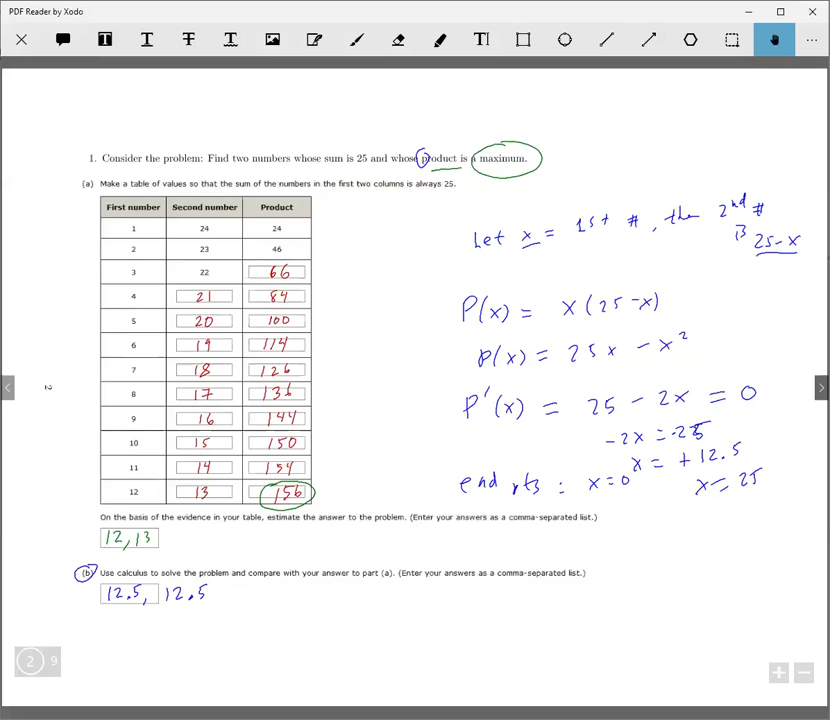 PDF Reader by Xodo
1. Consider the problem: Find two numbers whose sum is 25 and whose product is a maximum.
(a) Make a table of values so that the sum of the numbers in the first two columns is always 25.
First number Second number Product
1 24 24
2 23 46
3 22 66
4 21 84
5 20 100
6 19 114
7 18 126
8 17 136
9 16 144
10 15 150
11 14 154
12 13 156
On the basis of the evidence in your table, estimate the answer to the problem. (Enter your answers as a comma-separated list.)
12, 13
(b) Use calculus to solve the problem and compare with your answer to part (a). (Enter your answers as a comma-separated list.)
12.5, 12.5
Let x = 1st #, then 2nd #
is 25-x
P(x) = x(25-x)
P(x) = 25x - x²
P'(x) = 25 - 2x = 0
-2x = -25
x = +12.5
end pts : x=0 x=25
2
2 9